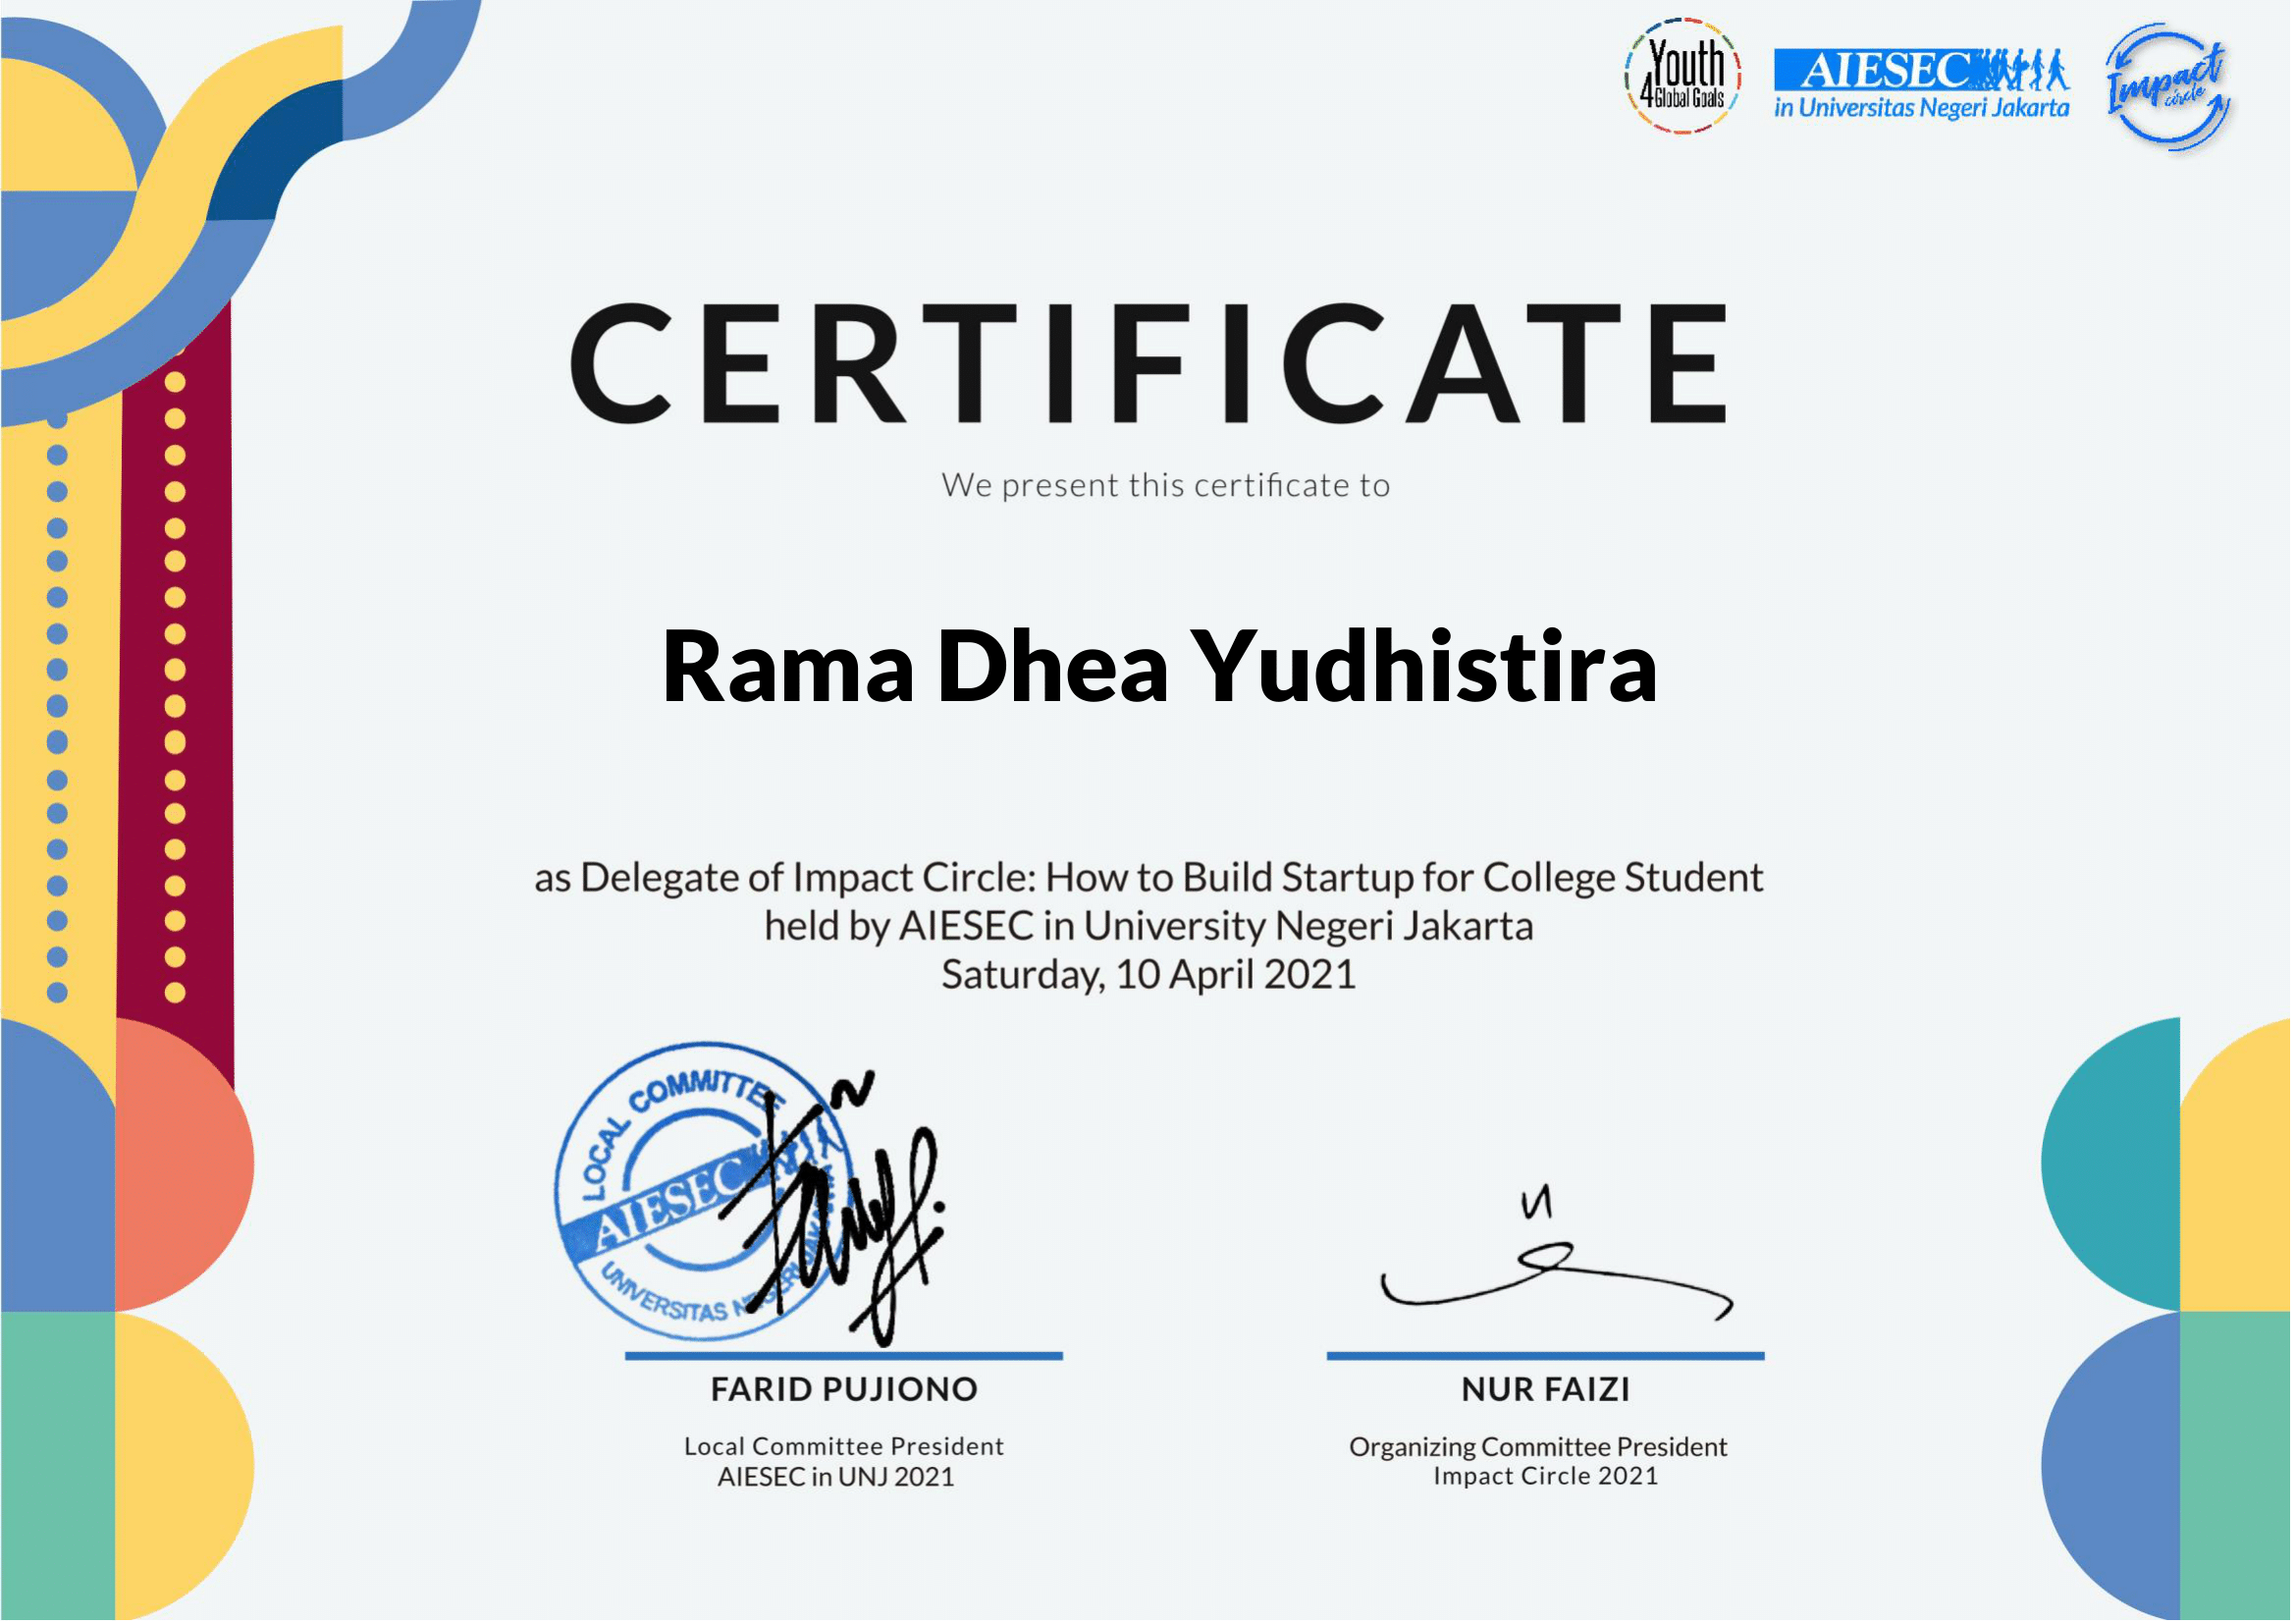 Youth
4Global Goals
AIESEC
in Universitas Negeri Jakarta
Impact
circle
CERTIFICATE
We present this certificate to
Rama Dhea Yudhistira
as Delegate of Impact Circle: How to Build Startup for College Student
held by AIESEC in University Negeri Jakarta
Saturday, 10 April 2021
LOCAL COMMITTEE
AIESEC
UNIVERSITAS NEGERI JAKARTA
FARID PUJIONO
Local Committee President
AIESEC in UNJ 2021
NUR FAIZI
Organizing Committee President
Impact Circle 2021